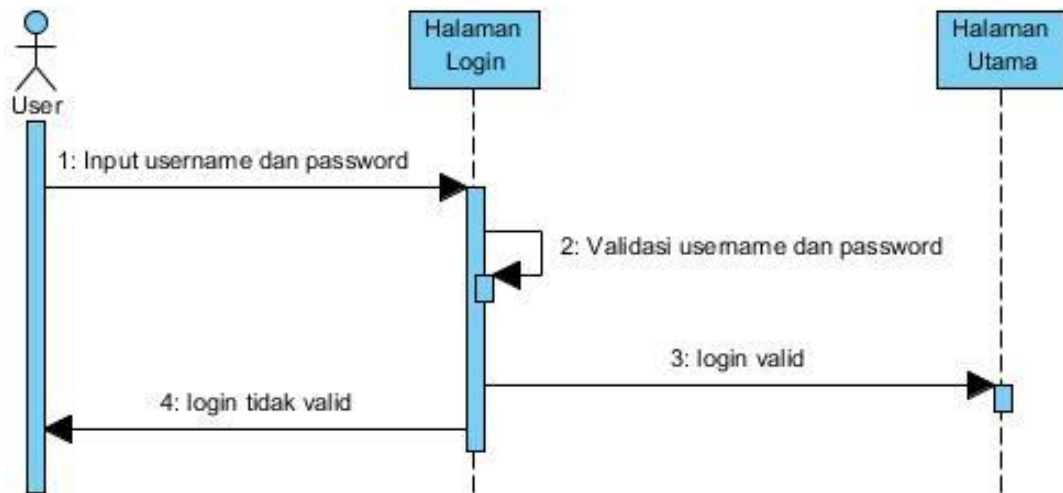 Halaman
Login
Halaman
Utama
User
1: Input username dan password
2: Validasi username dan password
3: login valid
4: login tidak valid